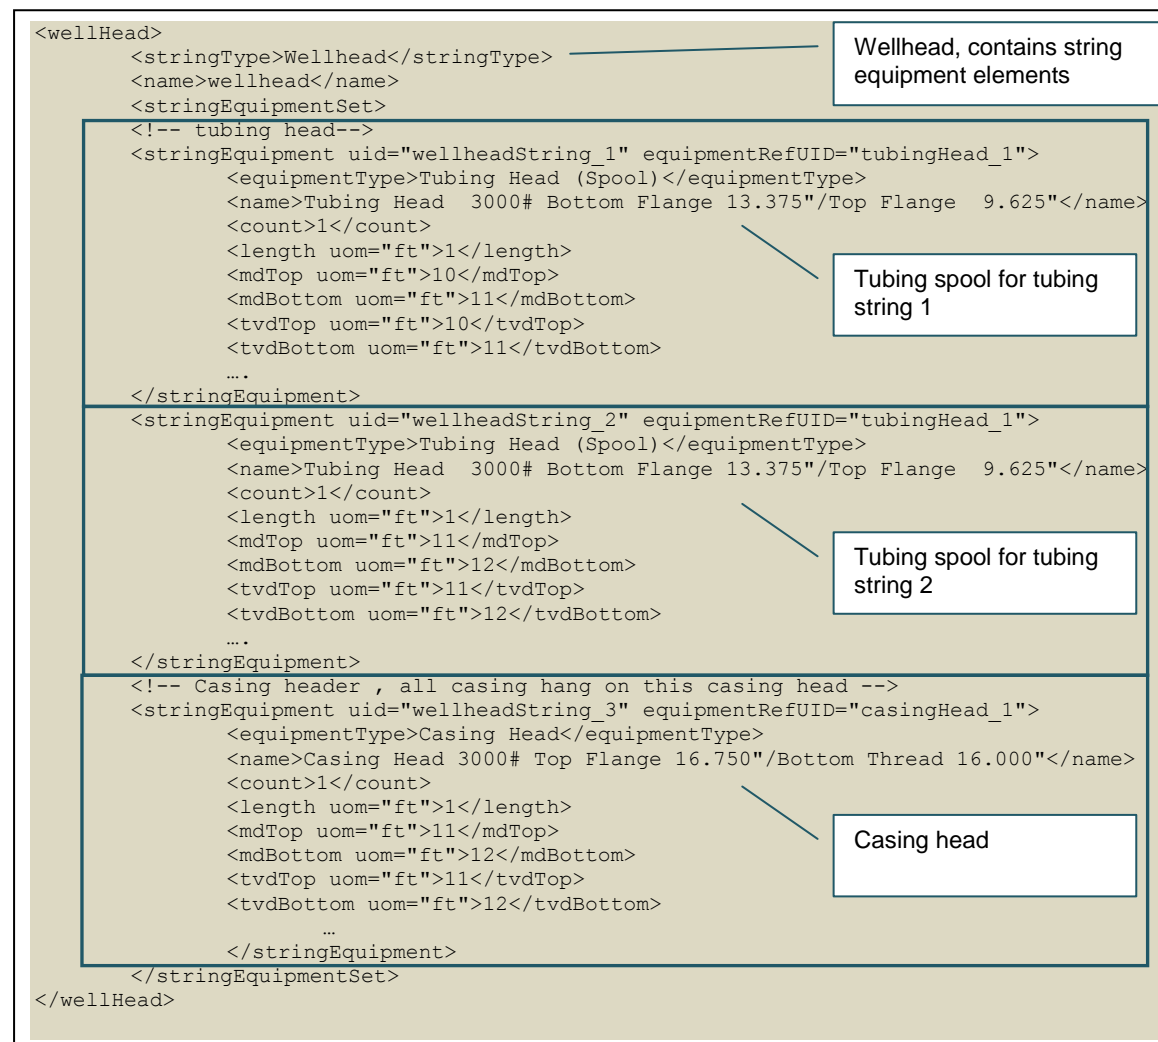 <wellHead>
<stringType>Wellhead</stringType>
<name>wellhead</name>
<stringEquipmentSet>
Wellhead, contains string
equipment elements
<!-- tubing head-->
<stringEquipment uid="wellheadString_1" equipmentRefUID="tubingHead_1">
<equipmentType>Tubing Head (Spool)</equipmentType>
<name>Tubing Head  3000# Bottom Flange 13.375"/Top Flange  9.625"</name>
<count>1</count>
<length uom="ft">1</length>
<mdTop uom="ft">10</mdTop>
<mdBottom uom="ft">11</mdBottom>
<tvdTop uom="ft">10</tvdTop>
<tvdBottom uom="ft">11</tvdBottom>
….
</stringEquipment>
Tubing spool for tubing
string 1
<stringEquipment uid="wellheadString_2" equipmentRefUID="tubingHead_1">
<equipmentType>Tubing Head (Spool)</equipmentType>
<name>Tubing Head  3000# Bottom Flange 13.375"/Top Flange  9.625"</name>
<count>1</count>
<length uom="ft">1</length>
<mdTop uom="ft">11</mdTop>
<mdBottom uom="ft">12</mdBottom>
<tvdTop uom="ft">11</tvdTop>
<tvdBottom uom="ft">12</tvdBottom>
….
</stringEquipment>
Tubing spool for tubing
string 2
<!-- Casing header , all casing hang on this casing head -->
<stringEquipment uid="wellheadString_3" equipmentRefUID="casingHead_1">
<equipmentType>Casing Head</equipmentType>
<name>Casing Head 3000# Top Flange 16.750"/Bottom Thread 16.000"</name>
<count>1</count>
<length uom="ft">1</length>
<mdTop uom="ft">11</mdTop>
<mdBottom uom="ft">12</mdBottom>
<tvdTop uom="ft">11</tvdTop>
<tvdBottom uom="ft">12</tvdBottom>
…
</stringEquipment>
Casing head
</stringEquipmentSet>
</wellHead>